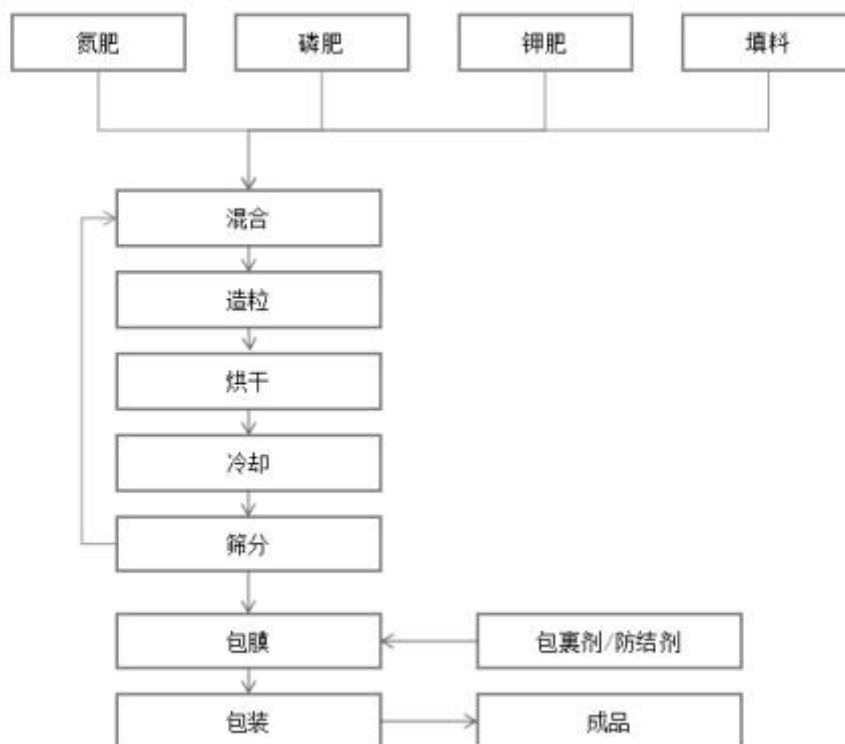 氮肥
磷肥
钾肥
填料
混合
造粒
烘干
冷却
筛分
包膜
包裹剂/防结剂
包装
成品